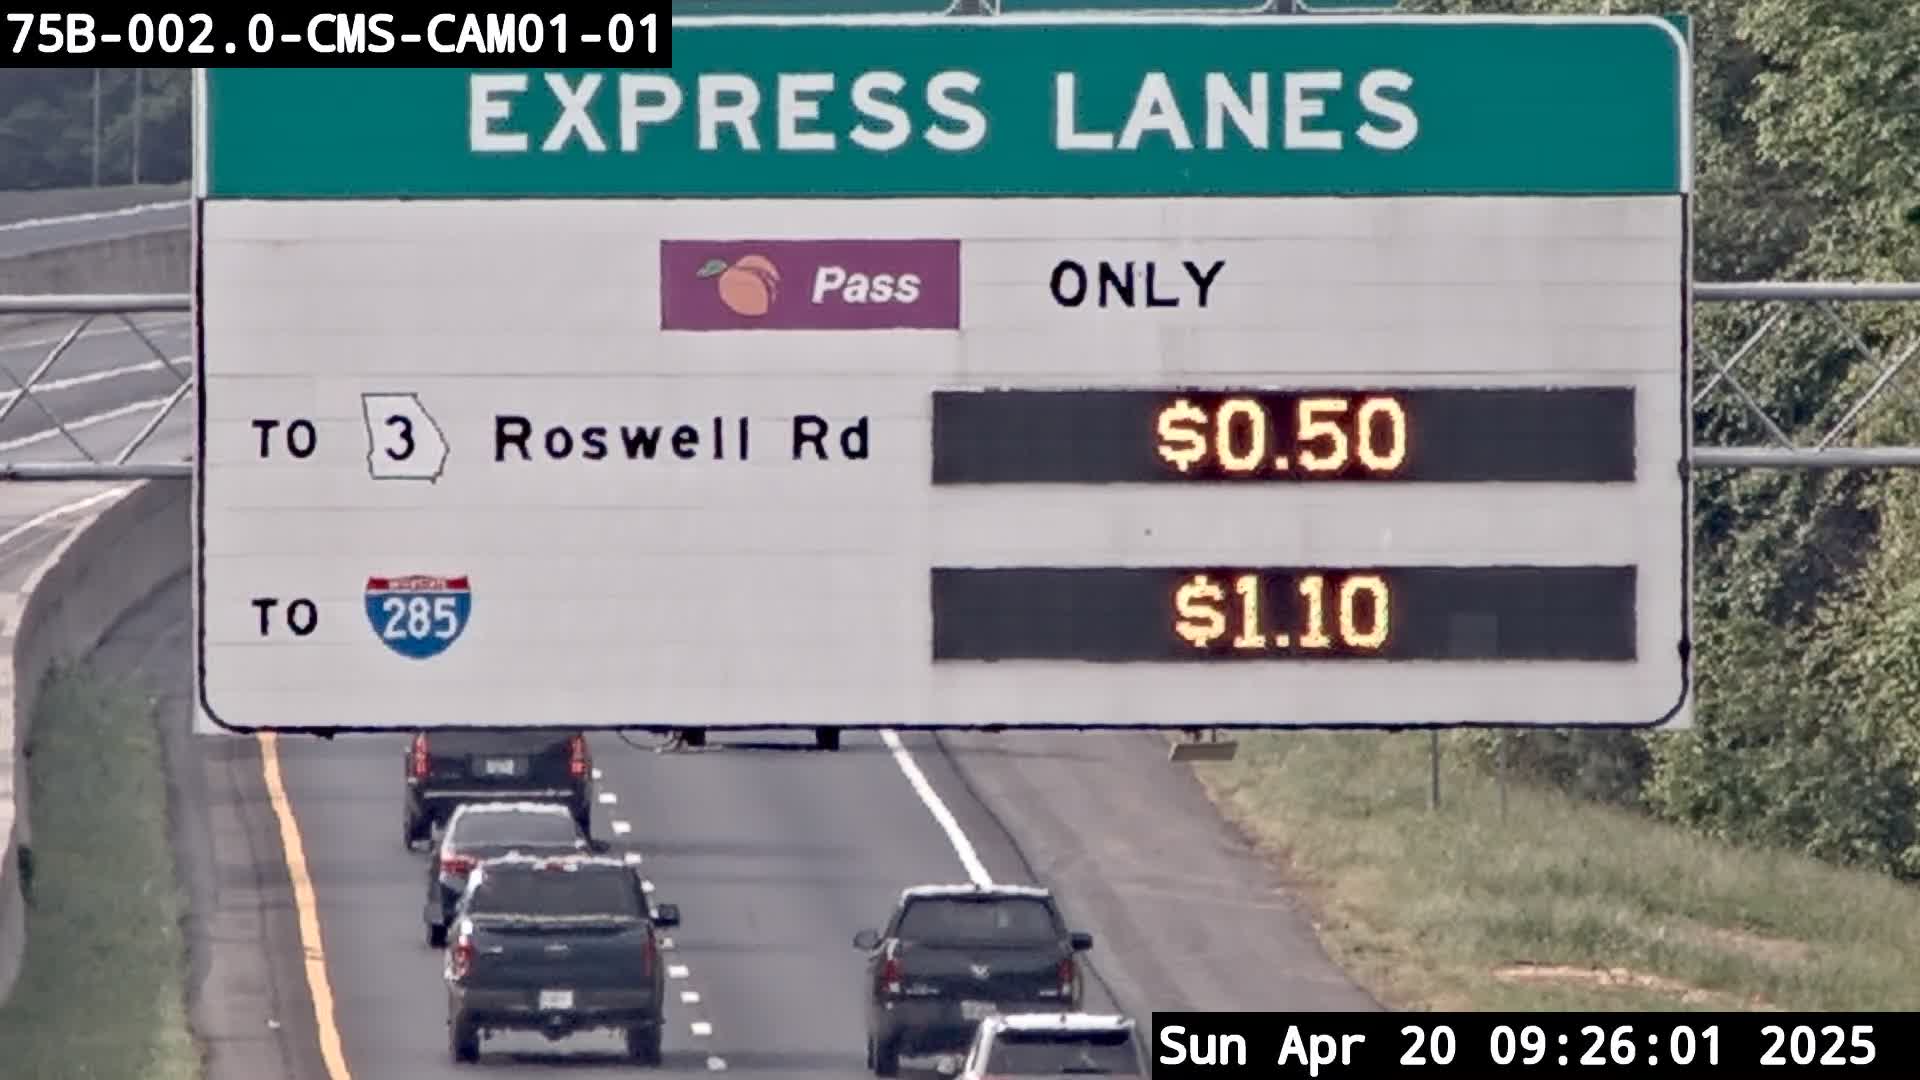 75B-002.0-CMS-CAM01-01
EXPRESS LANES
Pass ONLY
TO 3 Roswell Rd $0.50
TO 285 $1.10
Sun Apr 20 09:26:01 2025